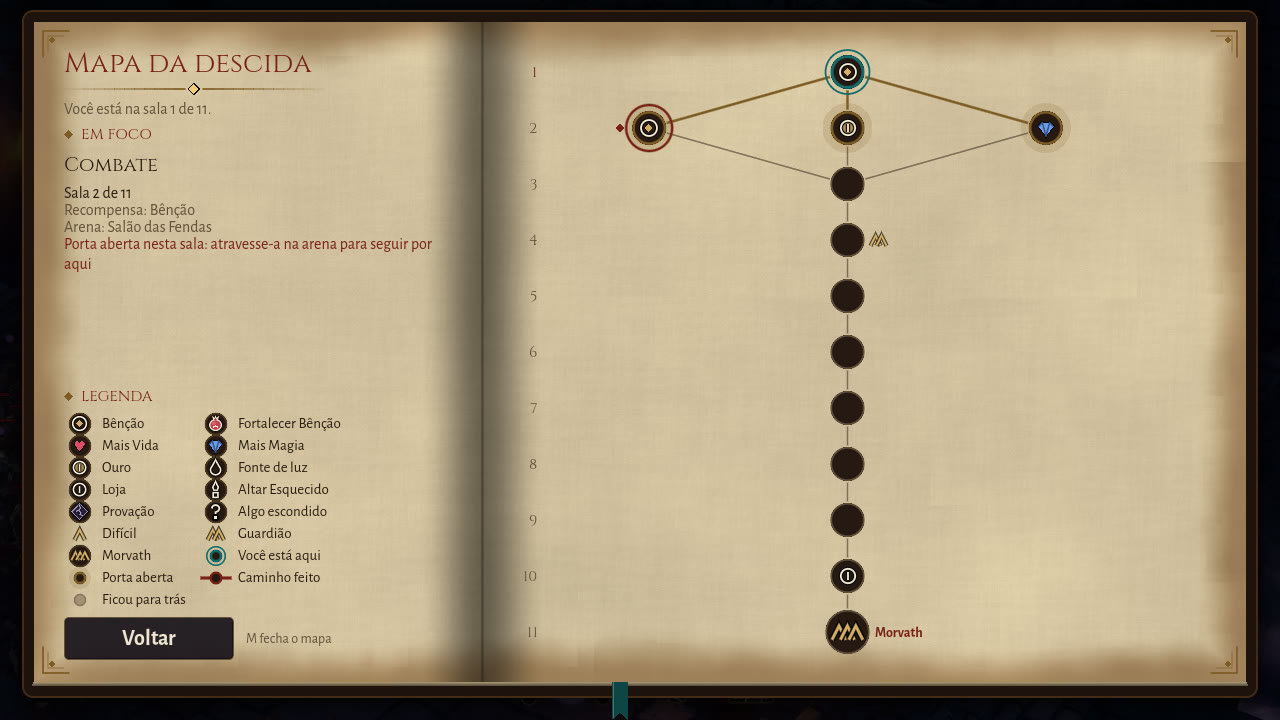 Mapa da descida
Você está na sala 1 de 11.
EM FOCO
Combate
Sala 2 de 11
Recompensa: Bênção
Arena: Salão das Fendas
Porta aberta nesta sala: atravesse-a na arena para seguir por
aqui
LEGENDA
Bênção
Fortalecer Bênção
Mais Vida
Mais Magia
Ouro
Fonte de luz
Loja
Altar Esquecido
Provação
Algo escondido
Difícil
Guardião
Morvath
Você está aqui
Porta aberta
Caminho feito
Ficou para trás
Voltar
M fecha o mapa
1
2
3
4
5
6
7
8
9
10
11
Morvath